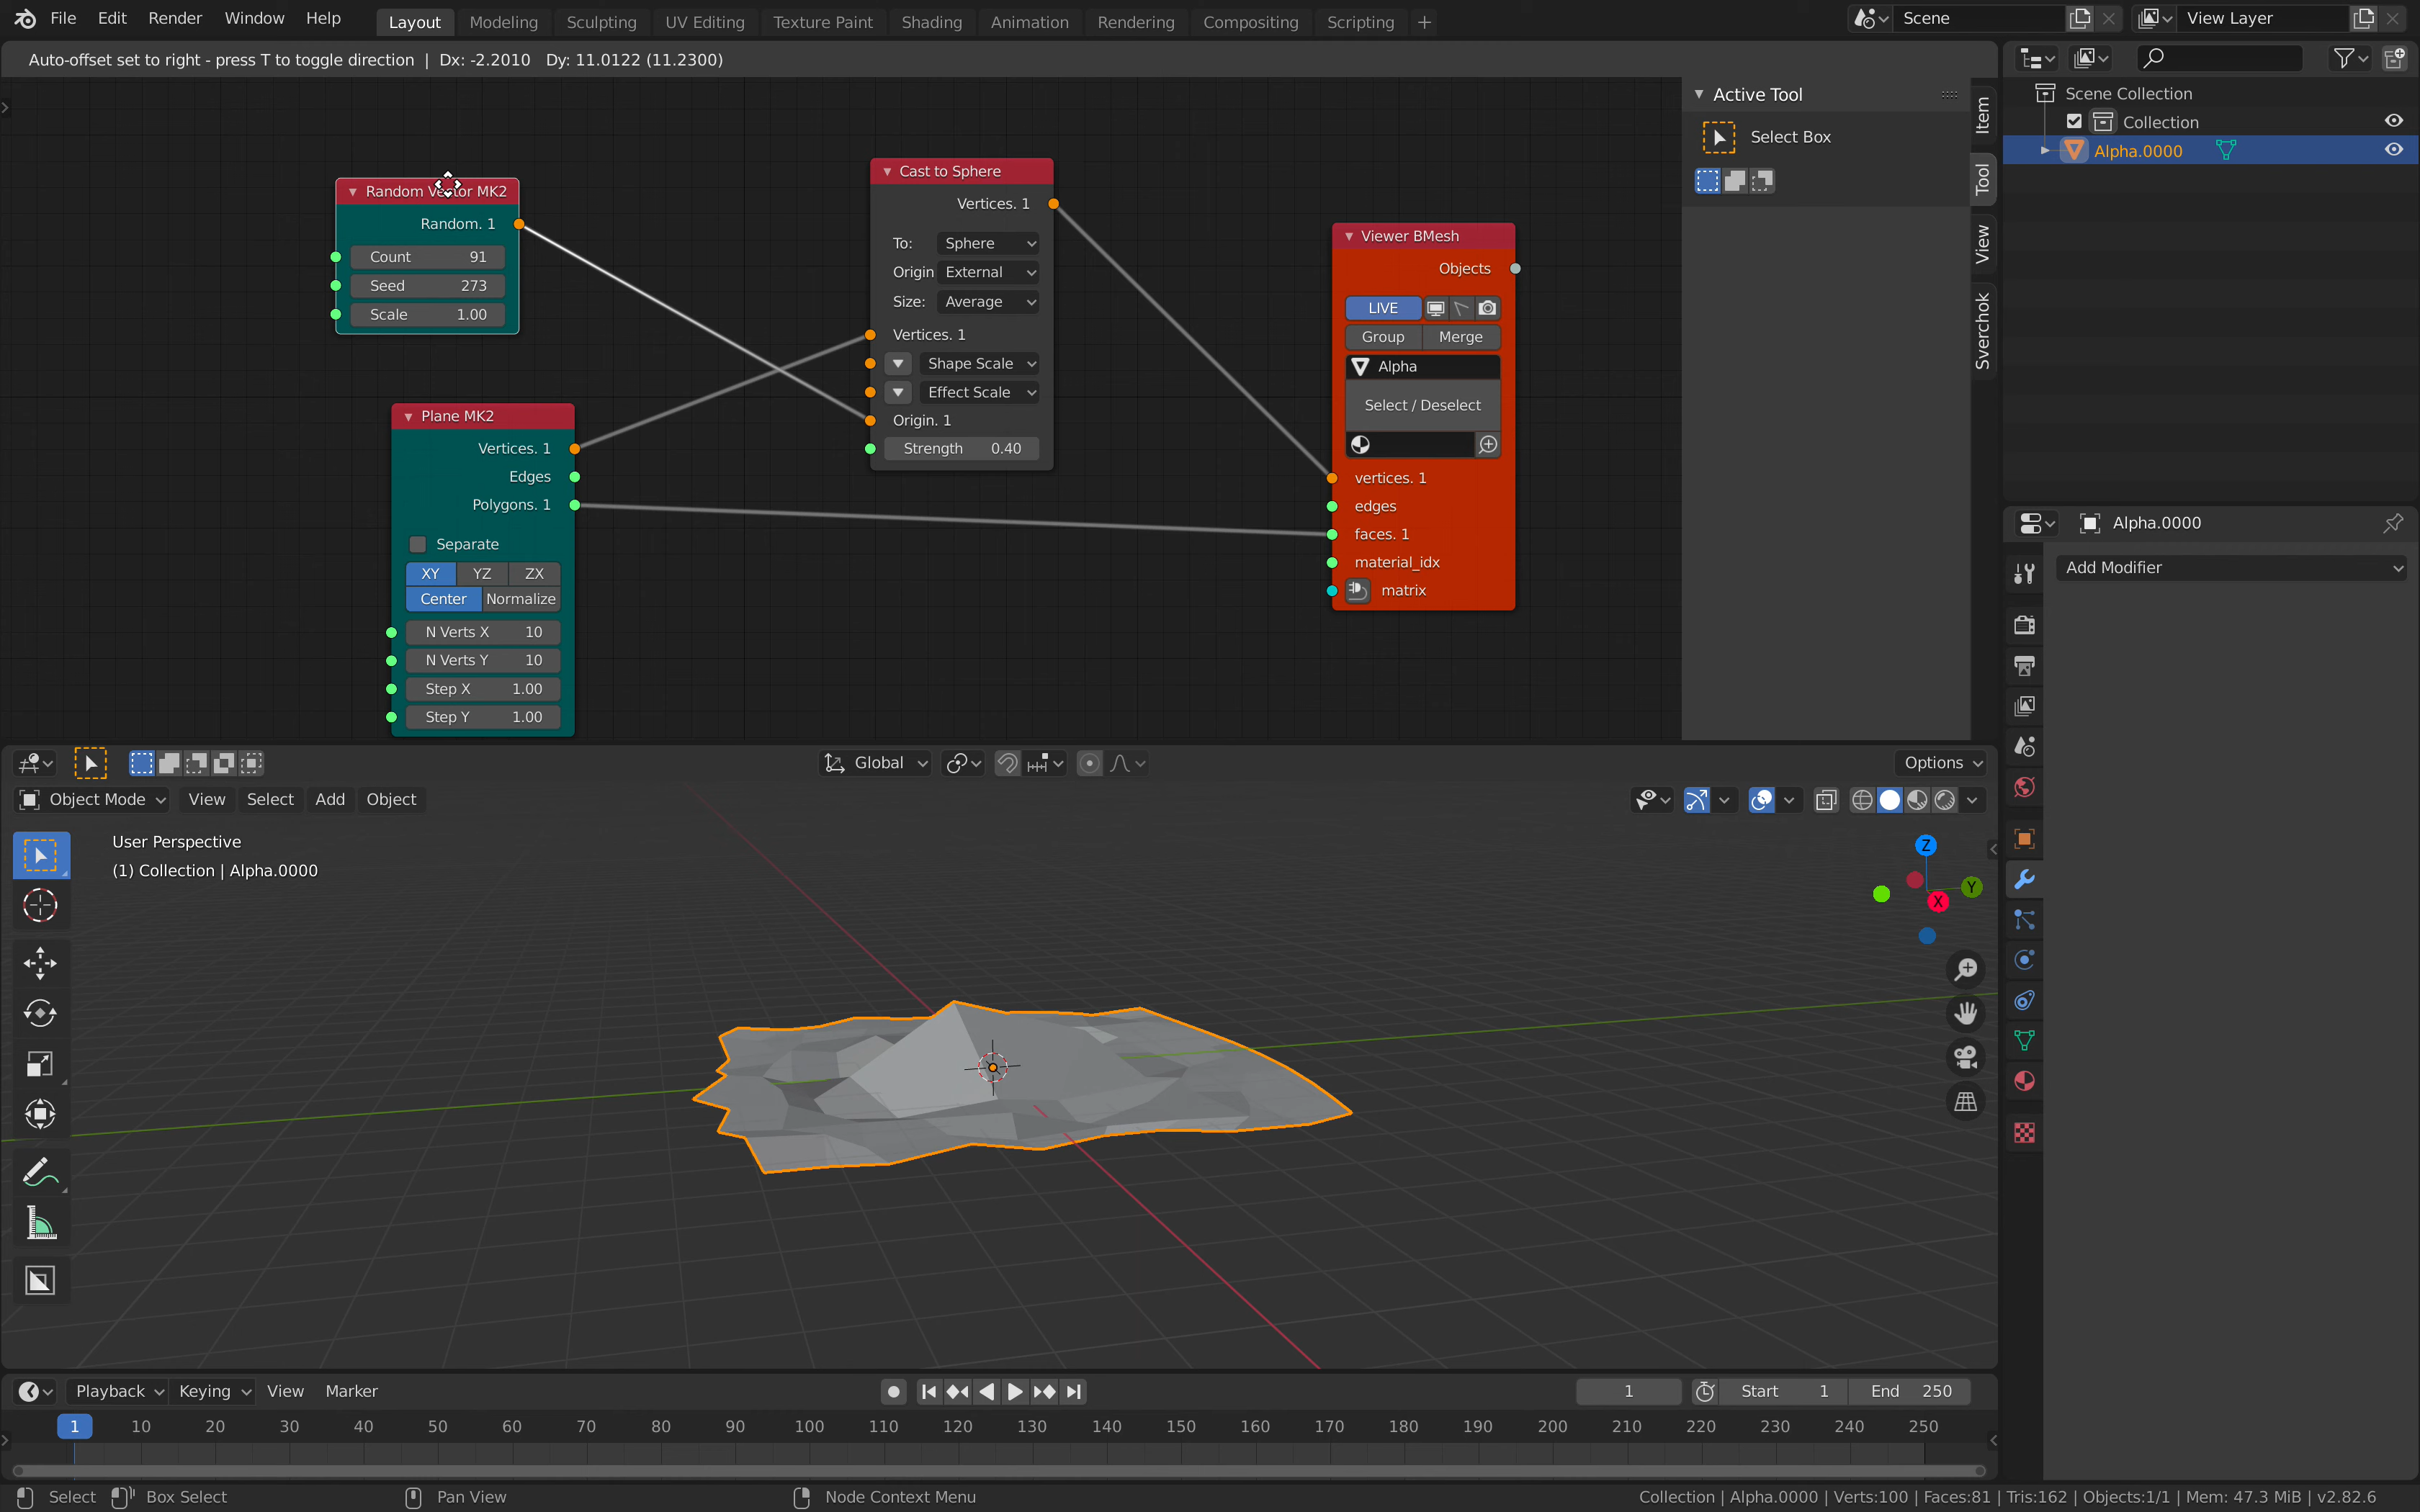 File Edit Render Window Help Layout Modeling Sculpting UV Editing Texture Paint Shading Animation Rendering Compositing Scripting + Scene View Layer
Auto-offset set to right - press T to toggle direction | Dx: -2.2010 Dy: 11.0122 (11.2300)
Active Tool
Select Box
Item
Tool
View
Sverchok
Scene Collection
Collection
Alpha.0000
Random Vector MK2
Random. 1
Count 91
Seed 273
Scale 1.00
Plane MK2
Vertices. 1
Edges
Polygons. 1
Separate
XY YZ ZX
Center Normalize
N Verts X 10
N Verts Y 10
Step X 1.00
Step Y 1.00
Cast to Sphere
Vertices. 1
To: Sphere
Origin External
Size: Average
Vertices. 1
Shape Scale
Effect Scale
Origin. 1
Strength 0.40
Viewer BMesh
Objects
LIVE
Group Merge
Alpha
Select / Deselect
vertices. 1
edges
faces. 1
material_idx
matrix
Alpha.0000
Add Modifier
Global Options
Object Mode View Select Add Object
User Perspective
(1) Collection | Alpha.0000
Z
Y
X
Playback Keying View Marker 1 Start 1 End 250
1 10 20 30 40 50 60 70 80 90 100 110 120 130 140 150 160 170 180 190 200 210 220 230 240 250
Select Box Select Pan View Node Context Menu Collection | Alpha.0000 | Verts:100 | Faces:81 | Tris:162 | Objects:1/1 | Mem: 47.3 MiB | v2.82.6